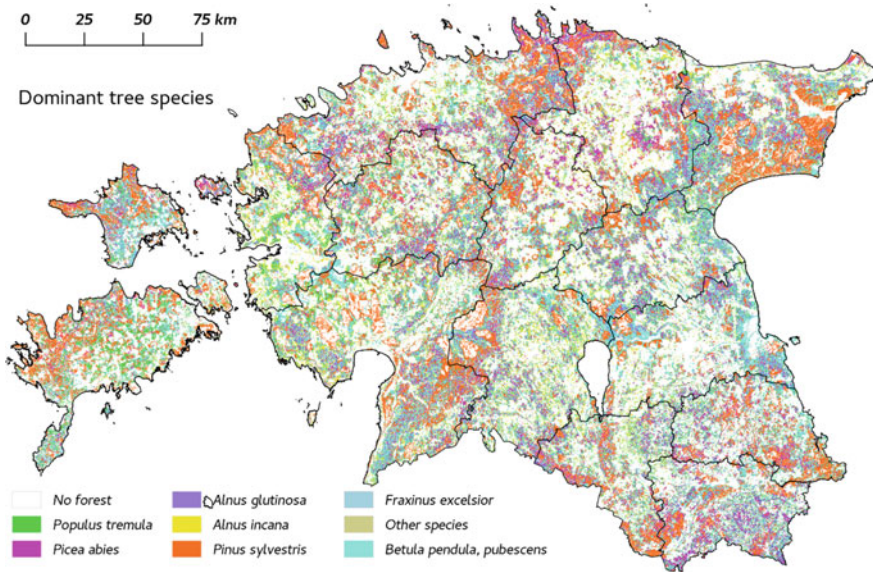 0 25 50 75 km
Dominant tree species
No forest
Populus tremula
Picea abies
Alnus glutinosa
Alnus incana
Pinus sylvestris
Fraxinus excelsior
Other species
Betula pendula, pubescens